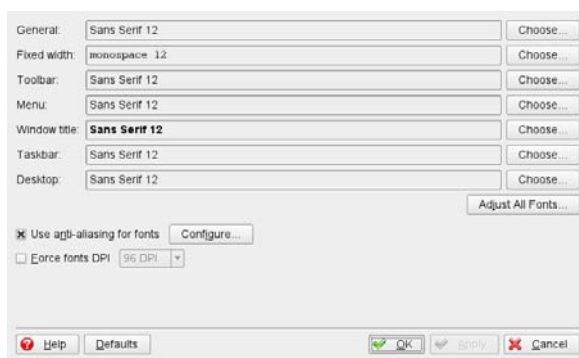 General: Sans Serif 12 Choose...
Fixed width: monospace 12 Choose...
Toolbar: Sans Serif 12 Choose...
Menu: Sans Serif 12 Choose...
Window title: Sans Serif 12 Choose...
Taskbar: Sans Serif 12 Choose...
Desktop: Sans Serif 12 Choose...
Adjust All Fonts...
Use anti-aliasing for fonts Configure...
Force fonts DPI 96 DPI
Help Defaults OK Apply Cancel